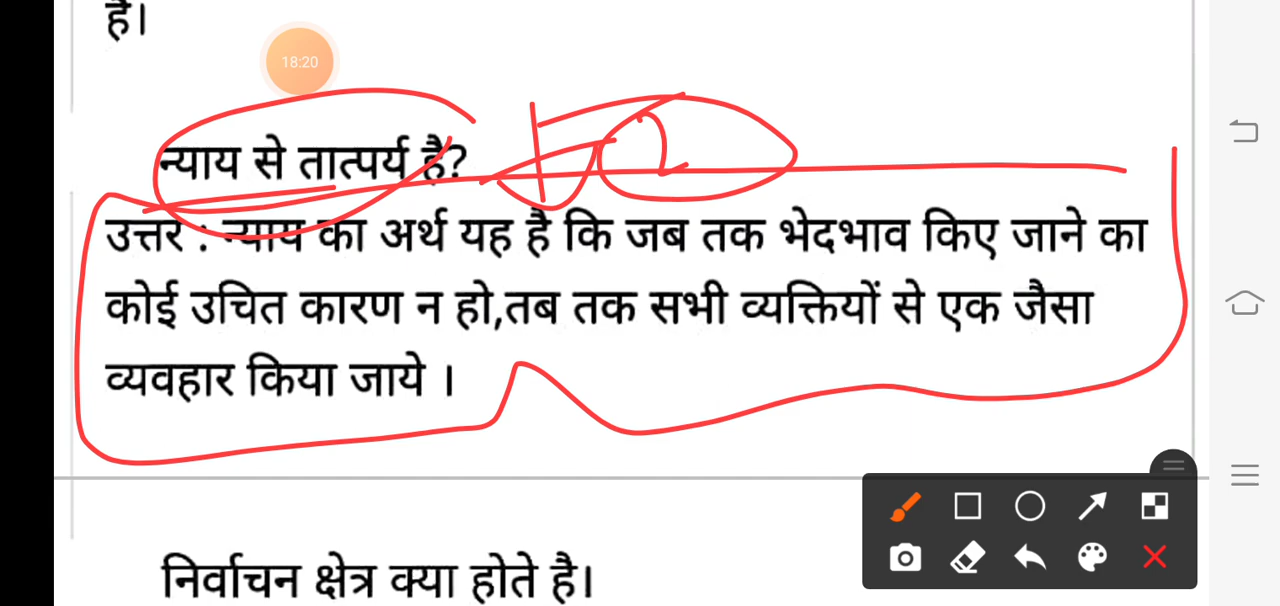 है।
18:20
न्याय से तात्पर्य है?
उत्तर : न्याय का अर्थ यह है कि जब तक भेदभाव किए जाने का
कोई उचित कारण न हो,तब तक सभी व्यक्तियों से एक जैसा
व्यवहार किया जाये ।
निर्वाचन क्षेत्र क्या होते है।